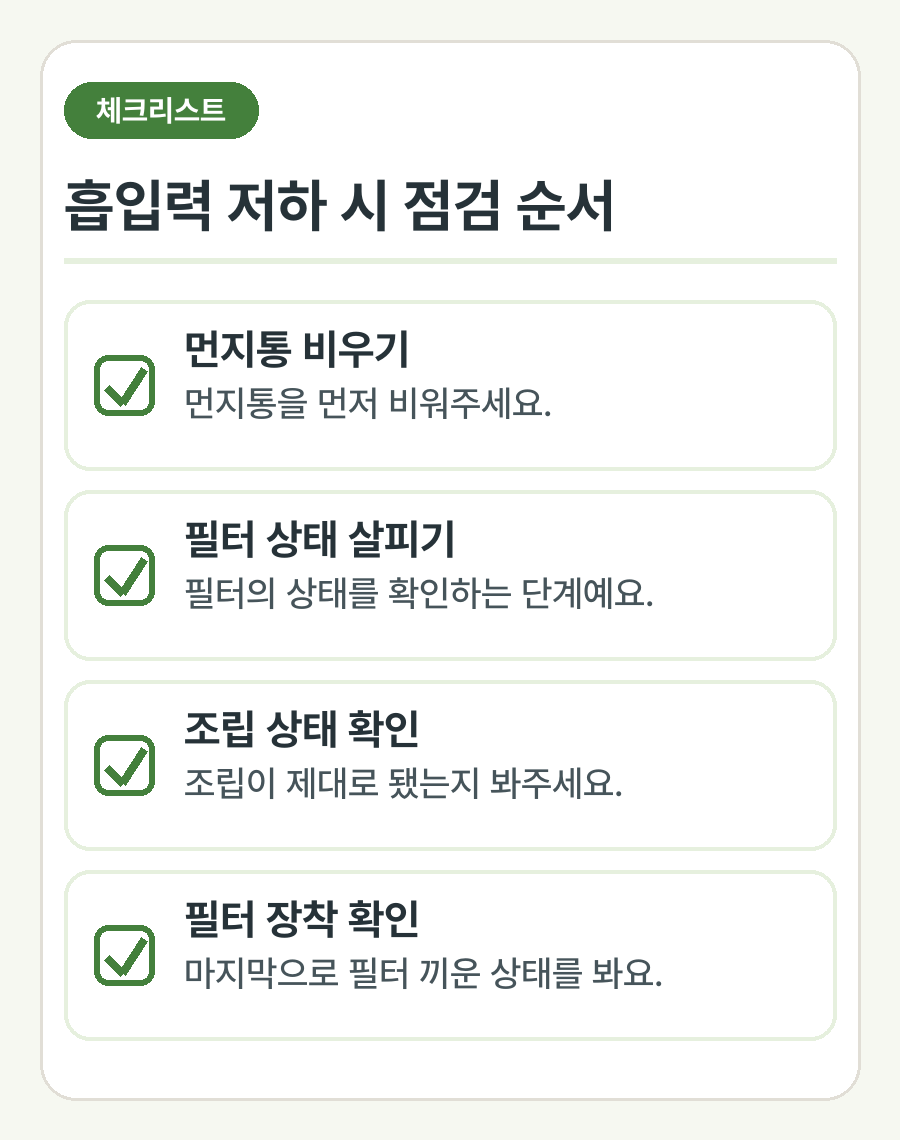 체크리스트
흡입력 저하 시 점검 순서
먼지통 비우기
먼지통을 먼저 비워주세요.
필터 상태 살피기
필터의 상태를 확인하는 단계예요.
조립 상태 확인
조립이 제대로 됐는지 봐주세요.
필터 장착 확인
마지막으로 필터 끼운 상태를 봐요.